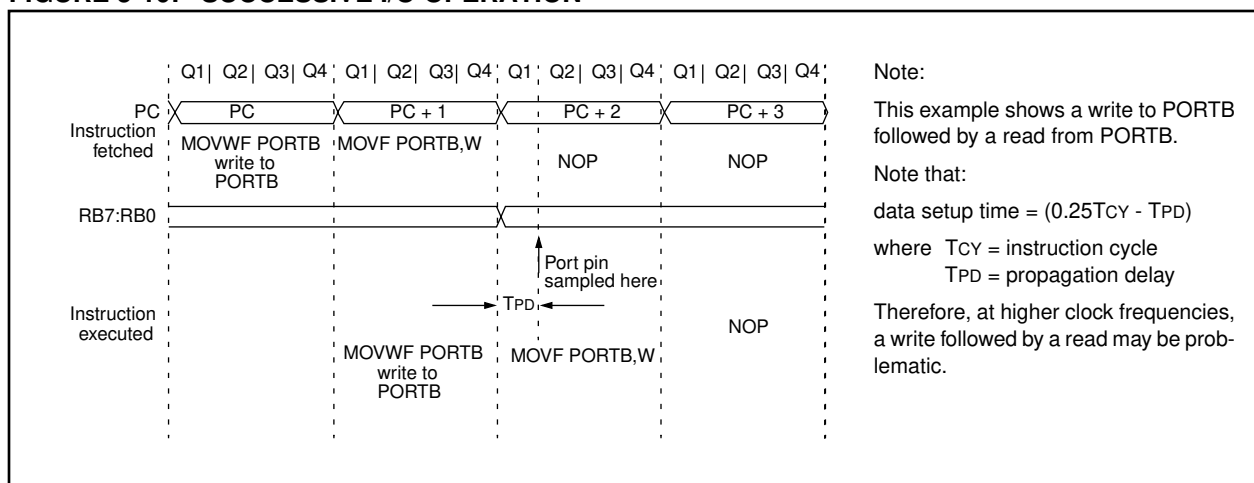 Q1| Q2| Q3| Q4 Q1| Q2| Q3| Q4 Q1 Q2| Q3| Q4 Q1| Q2| Q3| Q4
PC PC PC + 1 PC + 2 PC + 3
Instruction
fetched
MOVWF PORTB
write to
PORTB
MOVF PORTB,W
NOP
NOP
RB7:RB0
Port pin
sampled here
TPD
Instruction
executed
MOVWF PORTB
write to
PORTB
MOVF PORTB,W
NOP
Note:
This example shows a write to PORTB
followed by a read from PORTB.
Note that:
data setup time = (0.25TCY - TPD)
where TCY = instruction cycle
TPD = propagation delay
Therefore, at higher clock frequencies,
a write followed by a read may be prob-
lematic.